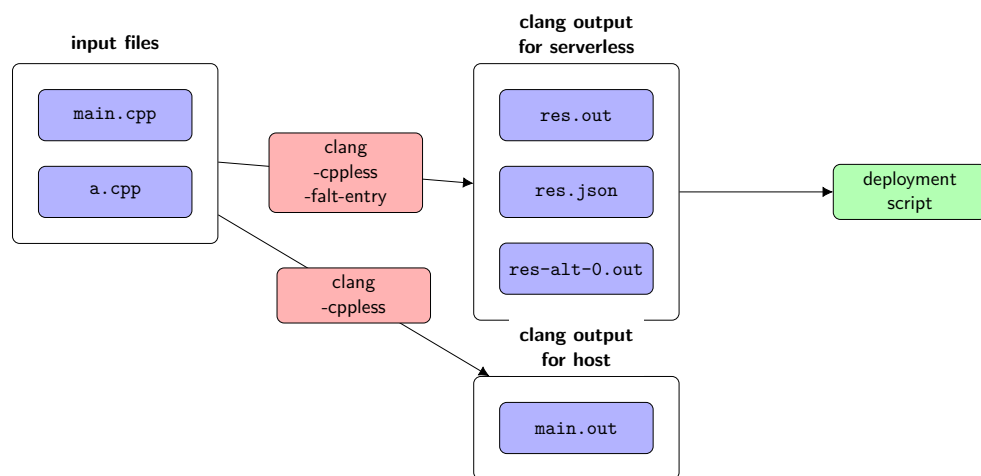 input files
main.cpp
a.cpp
clang
-cppless
-falt-entry
clang
-cppless
clang output
for serverless
res.out
res.json
res-alt-0.out
clang output
for host
main.out
deployment
script